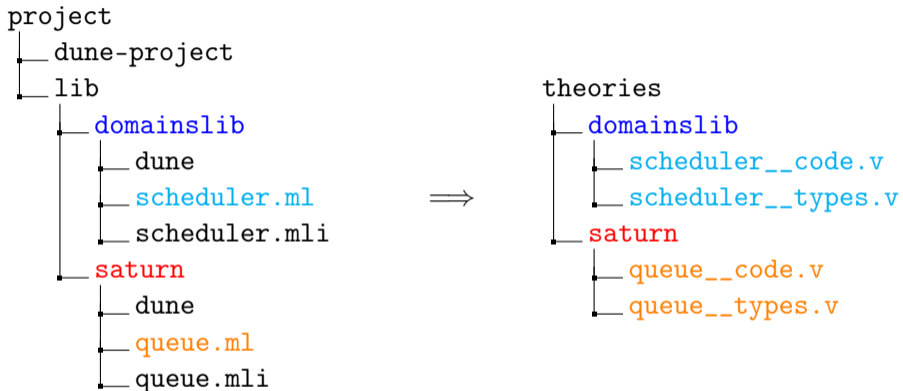 project
dune-project
lib
domainslib
dune
scheduler.ml
scheduler.mli
saturn
dune
queue.ml
queue.mli
⟹
theories
domainslib
scheduler__code.v
scheduler__types.v
saturn
queue__code.v
queue__types.v